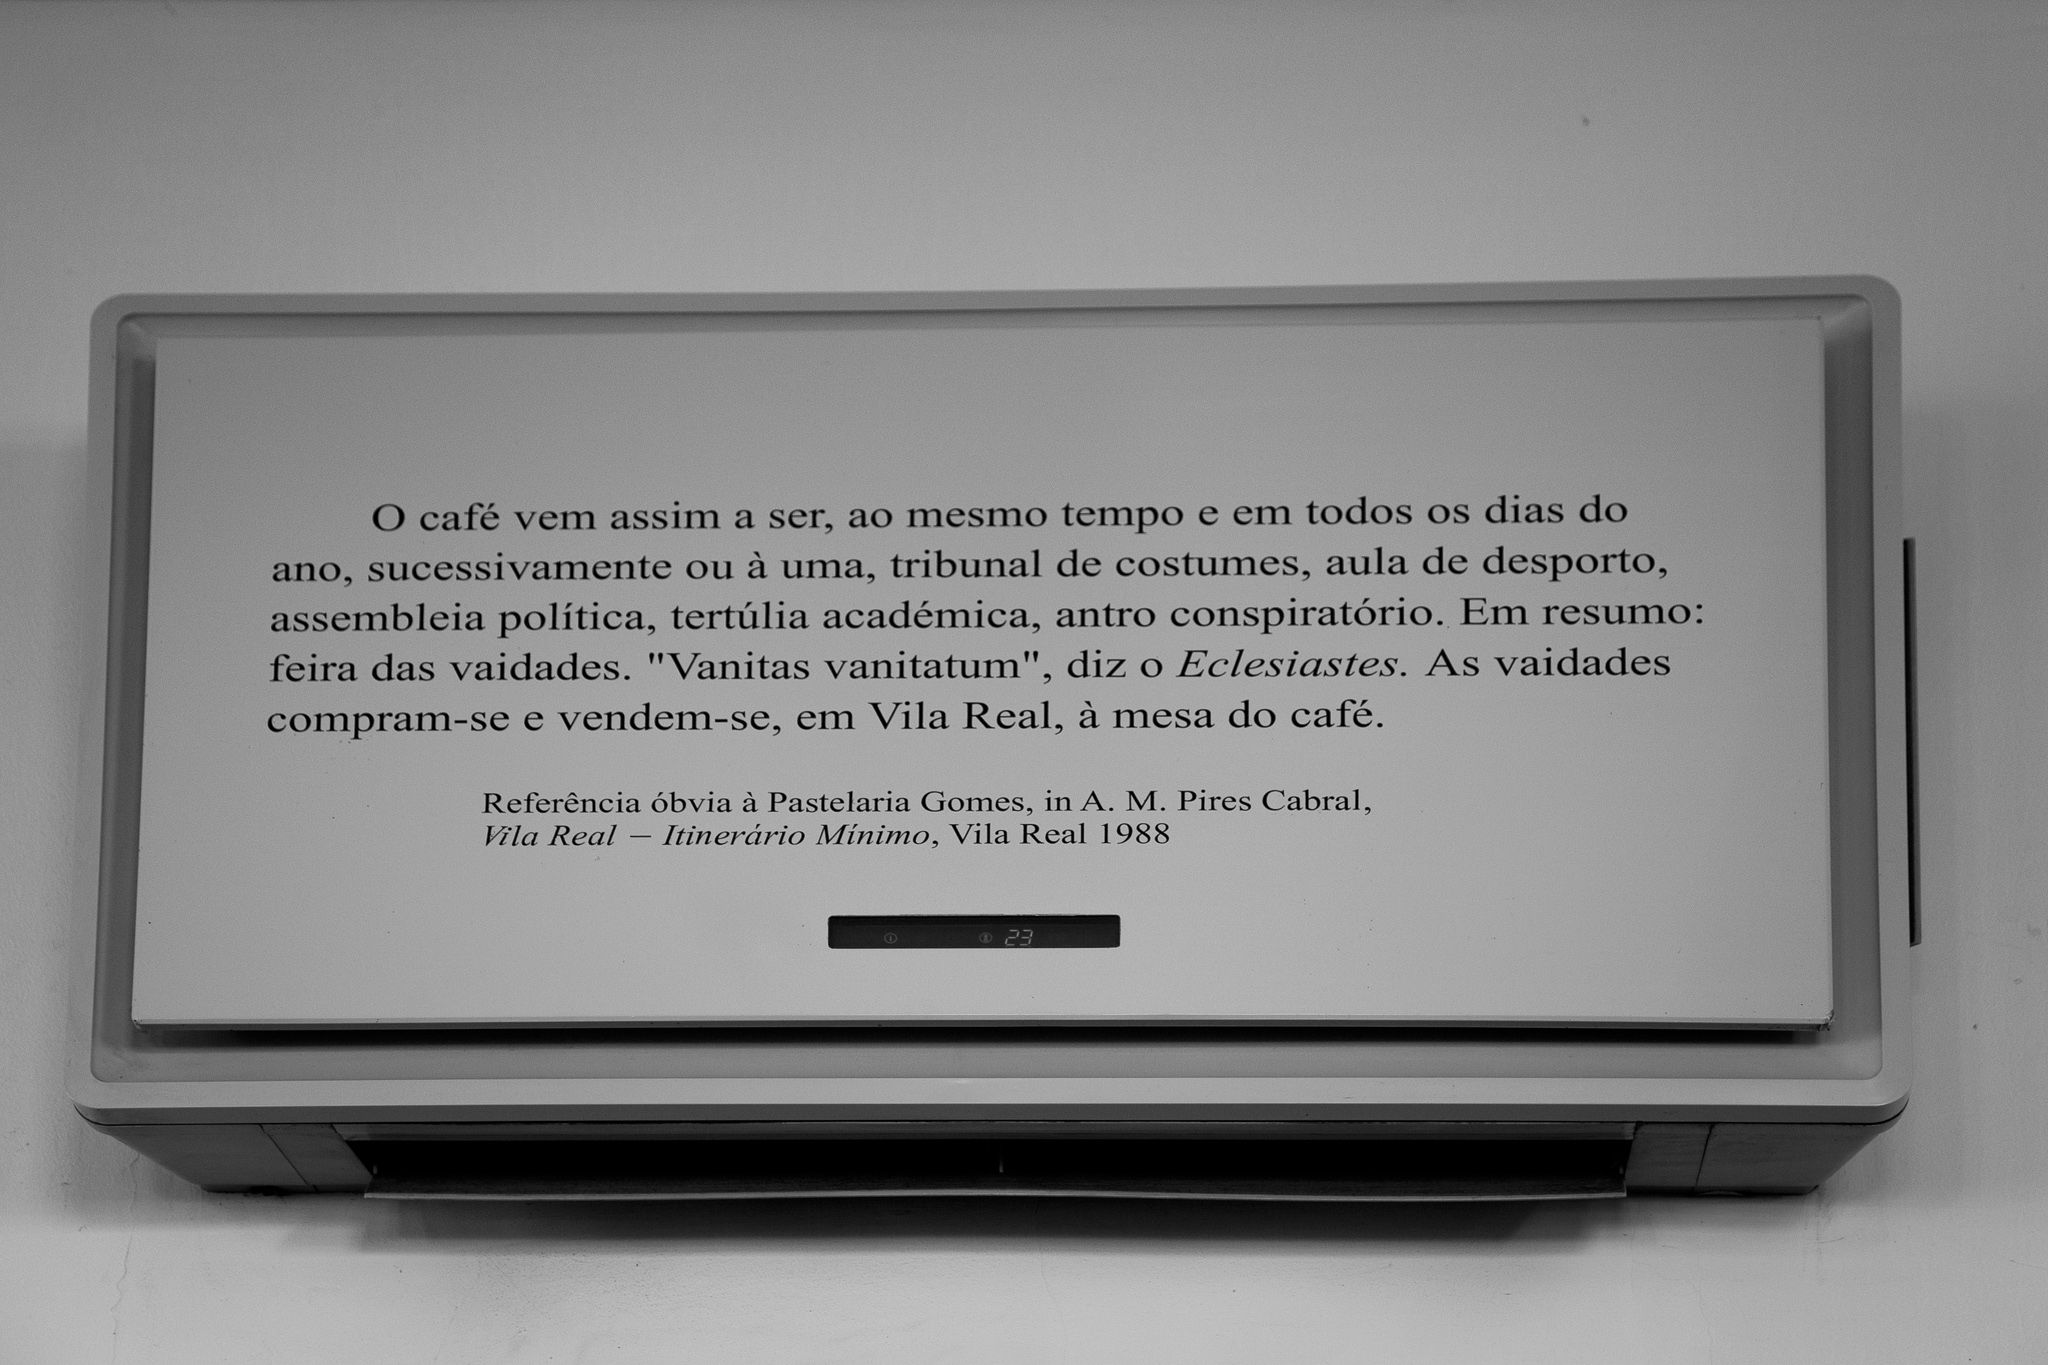 O café vem assim a ser, ao mesmo tempo e em todos os dias do
ano, sucessivamente ou à uma, tribunal de costumes, aula de desporto,
assembleia política, tertúlia académica, antro conspiratório. Em resumo:
feira das vaidades. "Vanitas vanitatum", diz o Eclesiastes. As vaidades
compram-se e vendem-se, em Vila Real, à mesa do café.
Referência óbvia à Pastelaria Gomes, in A. M. Pires Cabral,
Vila Real – Itinerário Mínimo, Vila Real 1988
23